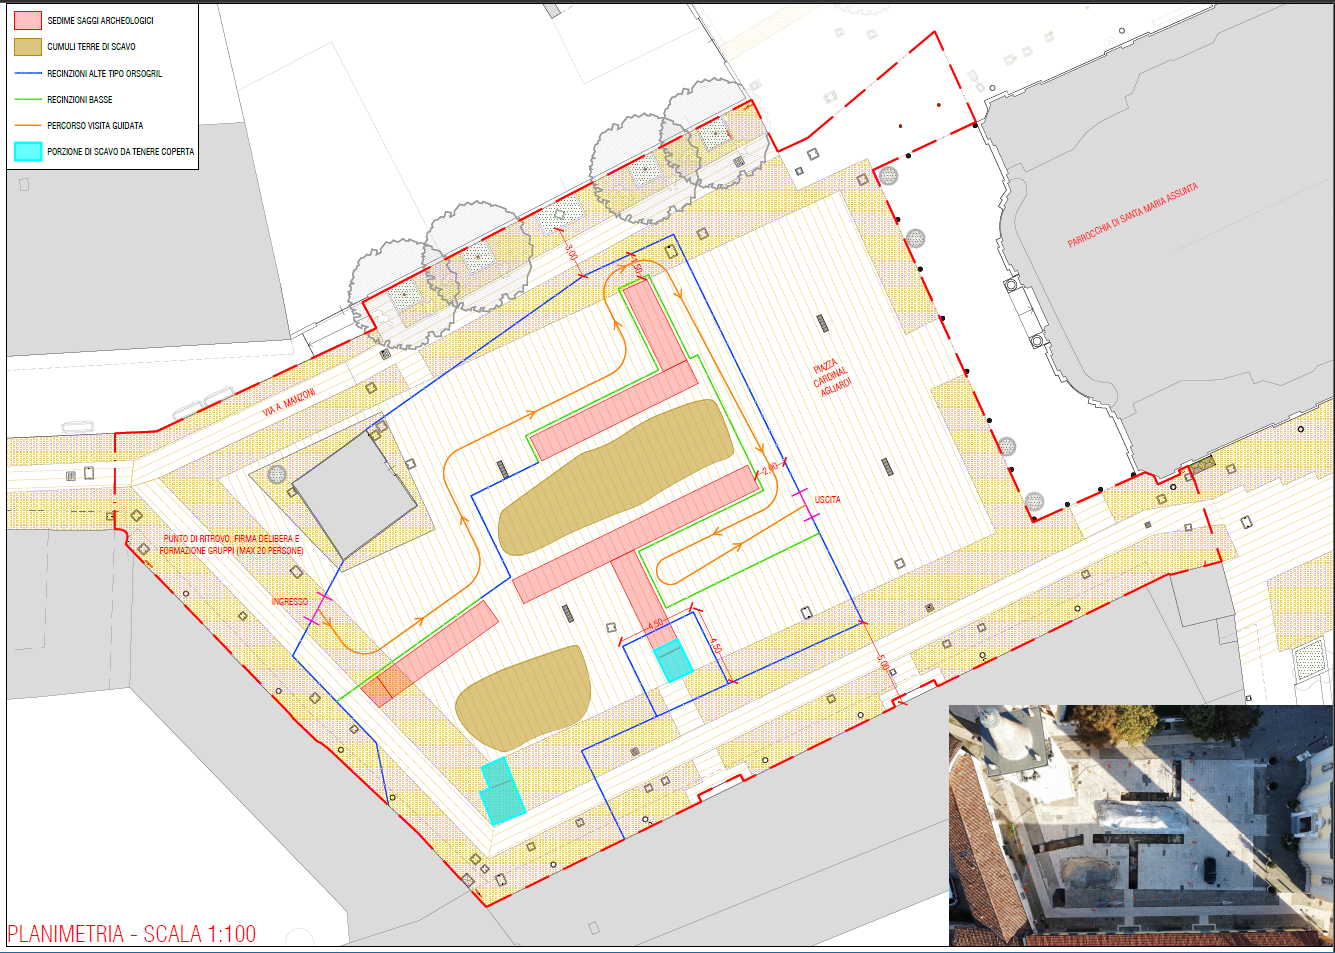 SEDIME SAGGI ARCHEOLOGICI
CUMULI TERRE DI SCAVO
RECINZIONI ALTE TIPO ORSOGRIL
RECINZIONI BASSE
PERCORSO VISITA GUIDATA
PORZIONE DI SCAVO DA TENERE COPERTA
PARROCCHIA DI SANTA MARIA ASSUNTA
3,00
1,50
PIAZZA
CARDINAL
AGLIARDI
VIA A. MANZONI
2,80
USCITA
PUNTO DI RITROVO: FIRMA DELIBERA E
FORMAZIONE GRUPPI (MAX 20 PERSONE)
INGRESSO
4,50
4,50
5,00
PLANIMETRIA - SCALA 1:100